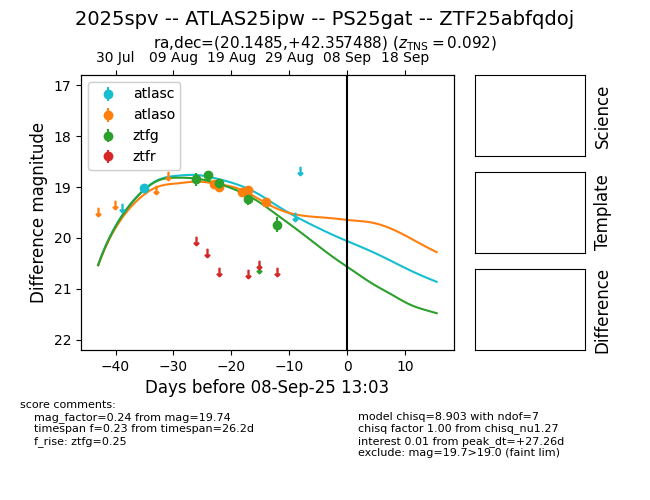 2025spv -- ATLAS25ipw -- PS25gat -- ZTF25abfqdoj
ra,dec=(20.1485,+42.357488) (z_TNS = 0.092)
30 Jul 09 Aug 19 Aug 29 Aug 08 Sep 18 Sep
17
18
19
20
21
22
Difference magnitude
atlasc
atlaso
ztfg
ztfr
−40 −30 −20 −10 0 10
Days before 08-Sep-25 13:03
Science
Template
Difference
score comments:
mag_factor=0.24 from mag=19.74
timespan f=0.23 from timespan=26.2d
f_rise: ztfg=0.25
model chisq=8.903 with ndof=7
chisq factor 1.00 from chisq_nu1.27
interest 0.01 from peak_dt=+27.26d
exclude: mag=19.7>19.0 (faint lim)